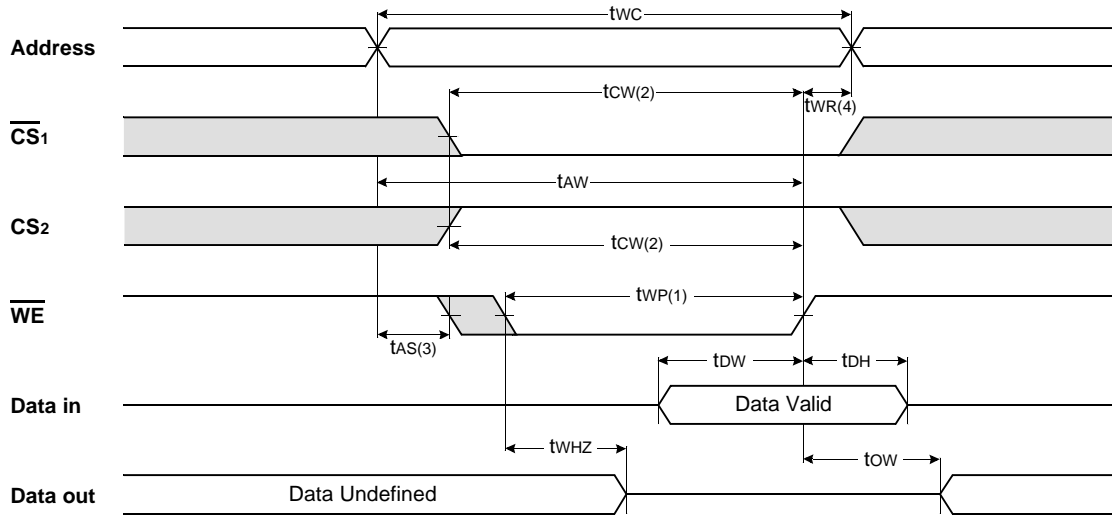 tWC
Address
tCW(2)
tWR(4)
CS1
tAW
CS2
tCW(2)
tWP(1)
WE
tAS(3)
tDW
tDH
Data in
Data Valid
tWHZ
tOW
Data out
Data Undefined